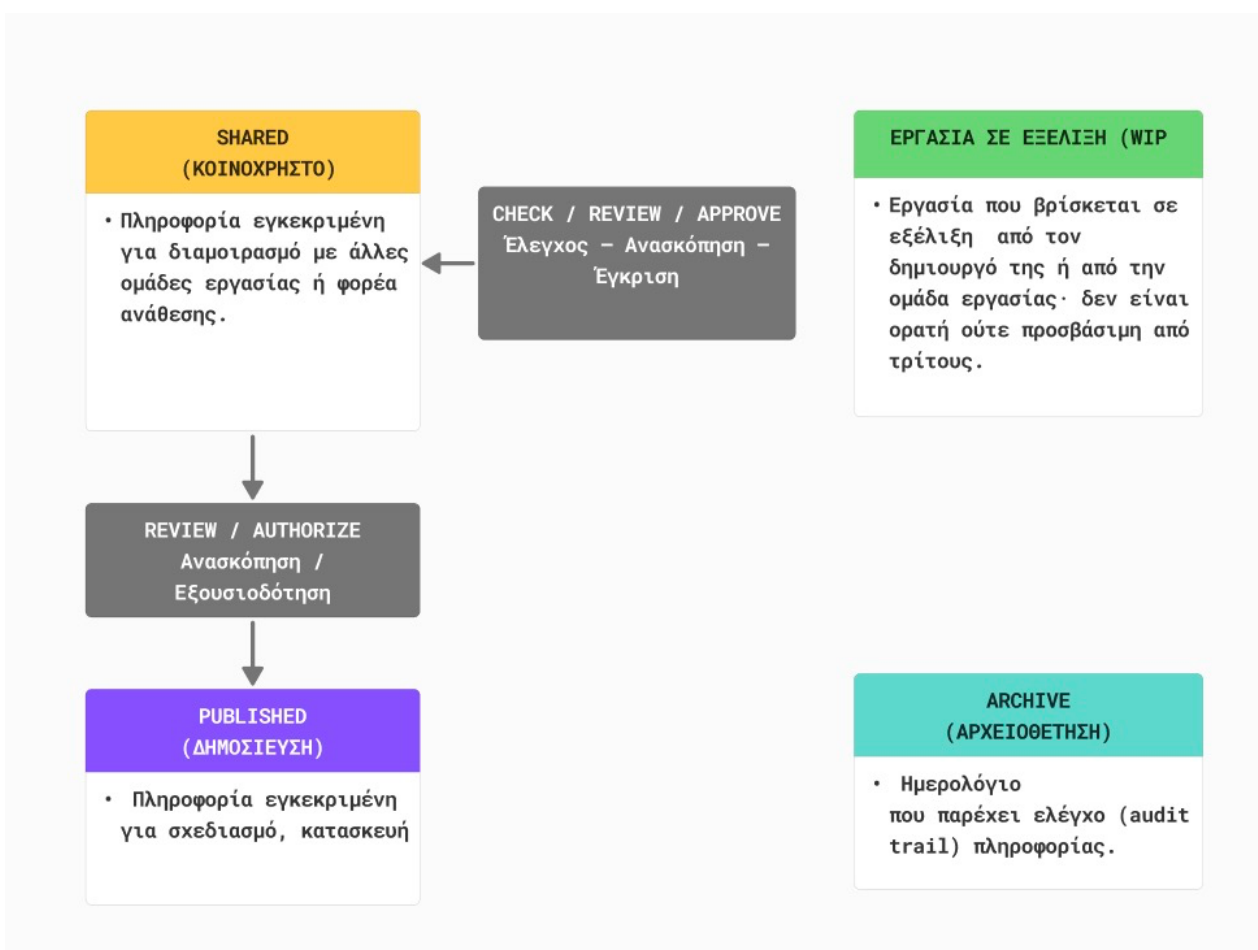 SHARED
(ΚΟΙΝΟΧΡΗΣΤΟ)
• Πληροφορία εγκεκριμένη
για διαμοιρασμό με άλλες
ομάδες εργασίας ή φορέα
ανάθεσης.
CHECK / REVIEW / APPROVE
Έλεγχος – Ανασκόπηση –
Έγκριση
ΕΡΓΑΣΙΑ ΣΕ ΕΞΕΛΙΞΗ (WIP
• Εργασία που βρίσκεται σε
εξέλιξη από τον
δημιουργό της ή από την
ομάδα εργασίας· δεν είναι
ορατή ούτε προσβάσιμη από
τρίτους.
REVIEW / AUTHORIZE
Ανασκόπηση /
Εξουσιοδότηση
PUBLISHED
(ΔΗΜΟΣΙΕΥΣΗ)
• Πληροφορία εγκεκριμένη
για σχεδιασμό, κατασκευή
ARCHIVE
(ΑΡΧΕΙΟΘΕΤΗΣΗ)
• Ημερολόγιο
που παρέχει ελέγχο (audit
trail) πληροφορίας.